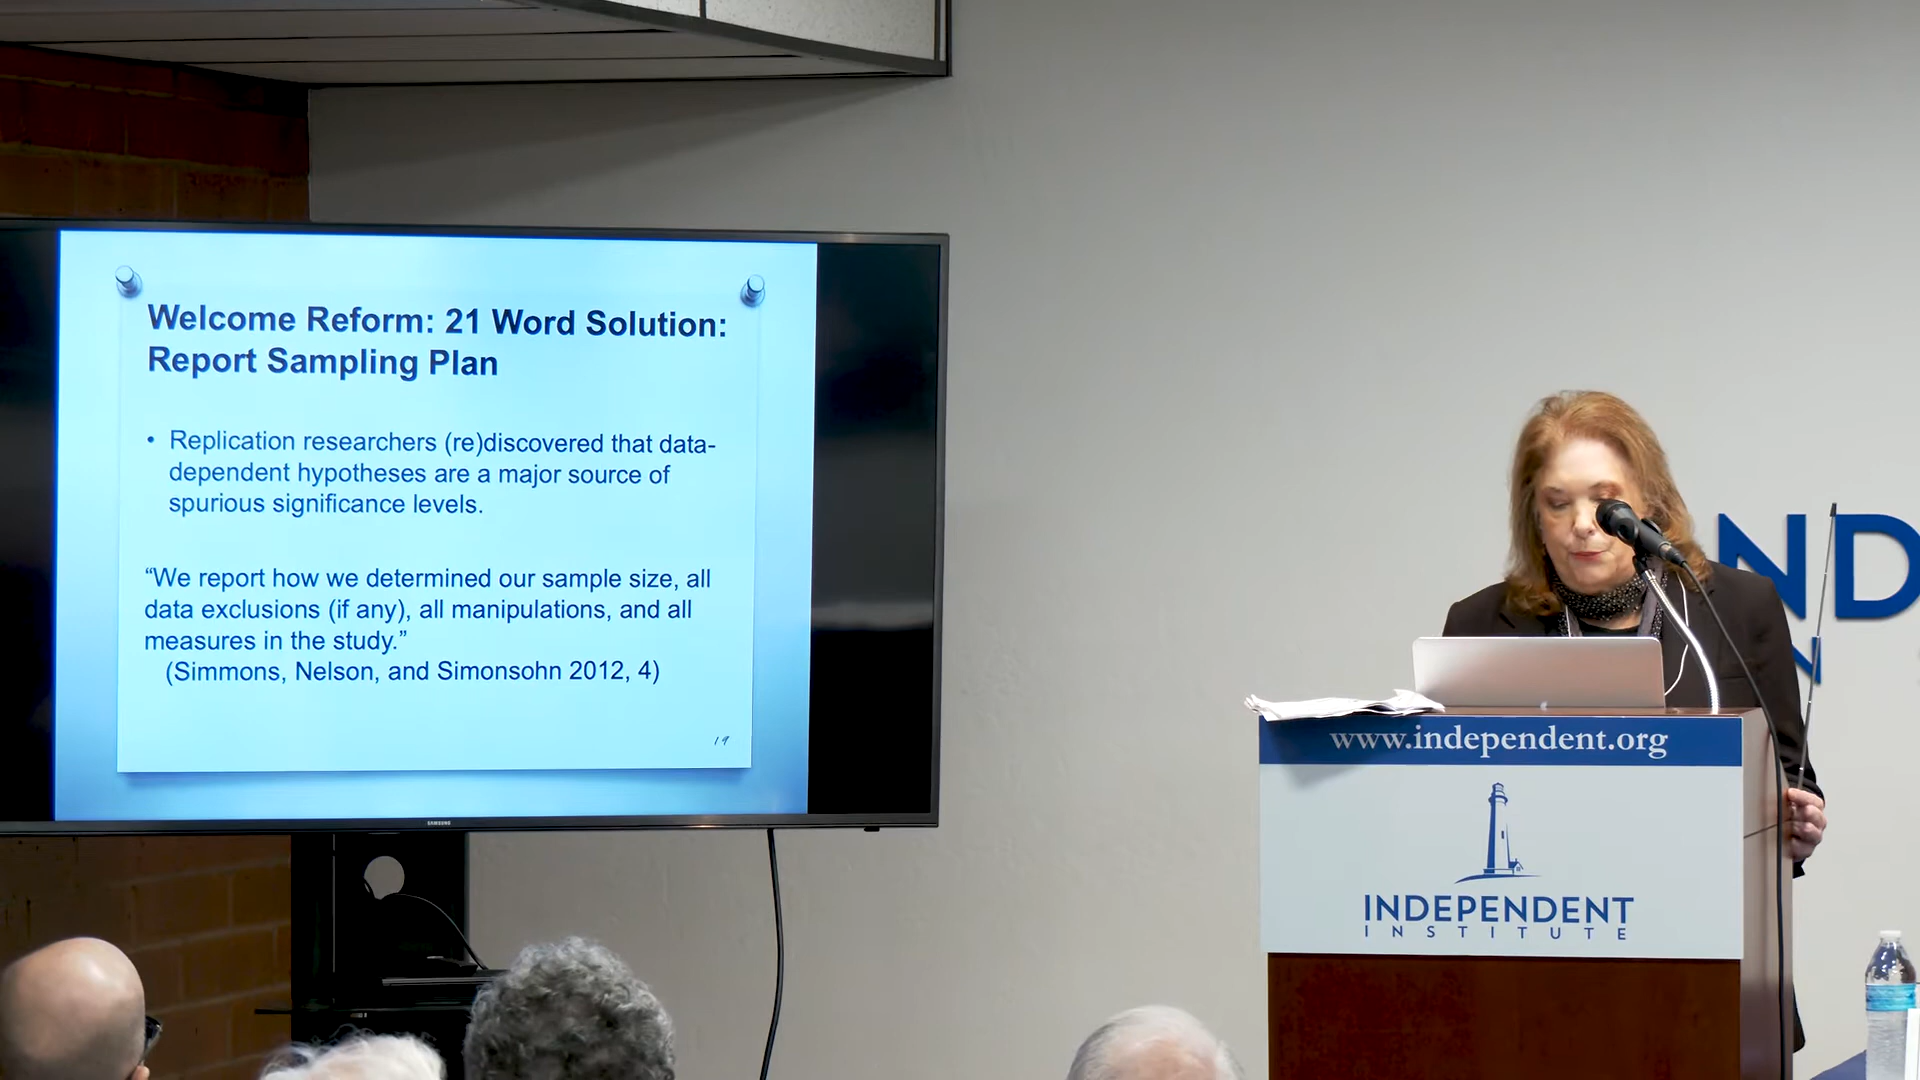 Welcome Reform: 21 Word Solution:
Report Sampling Plan
• Replication researchers (re)discovered that data-
dependent hypotheses are a major source of
spurious significance levels.
“We report how we determined our sample size, all
data exclusions (if any), all manipulations, and all
measures in the study.”
(Simmons, Nelson, and Simonsohn 2012, 4)
19
SAMSUNG
ND
N
www.independent.org
INDEPENDENT
INSTITUTE